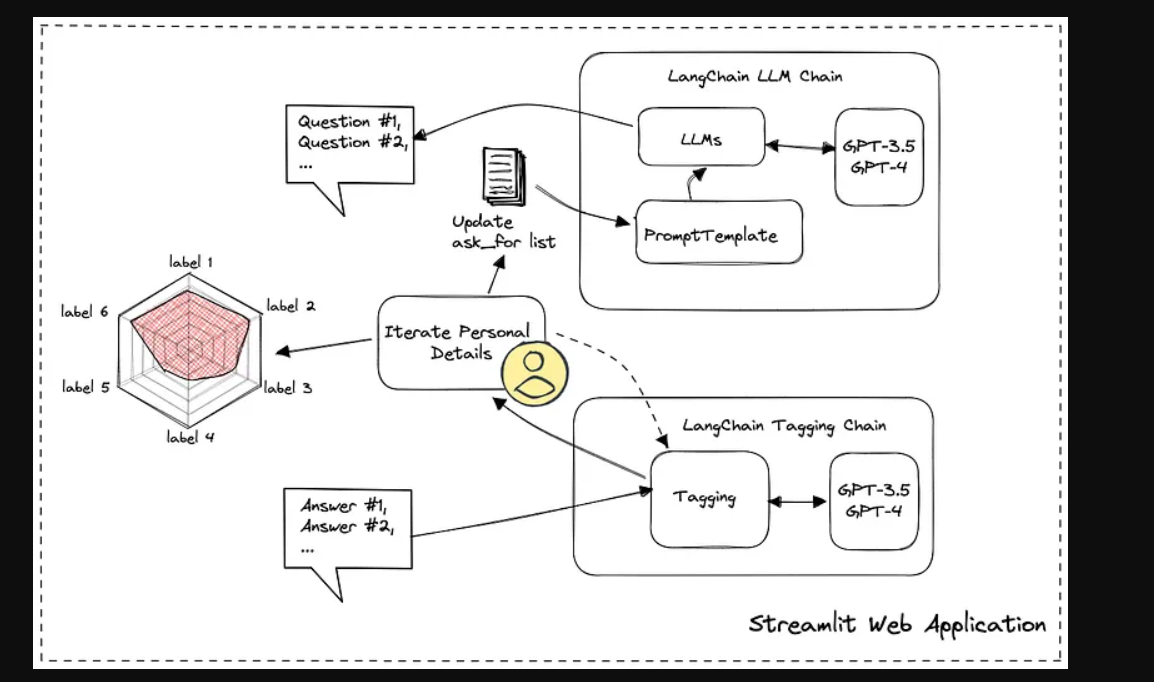 LangChain LLM Chain
Question #1,
Question #2,
...
LLMs
GPT-3.5
GPT-4
Update
ask_for list
PromptTemplate
label 1
label 2
label 3
label 4
label 5
label 6
Iterate Personal
Details
LangChain Tagging Chain
Tagging
GPT-3.5
GPT-4
Answer #1,
Answer #2,
...
Streamlit Web Application